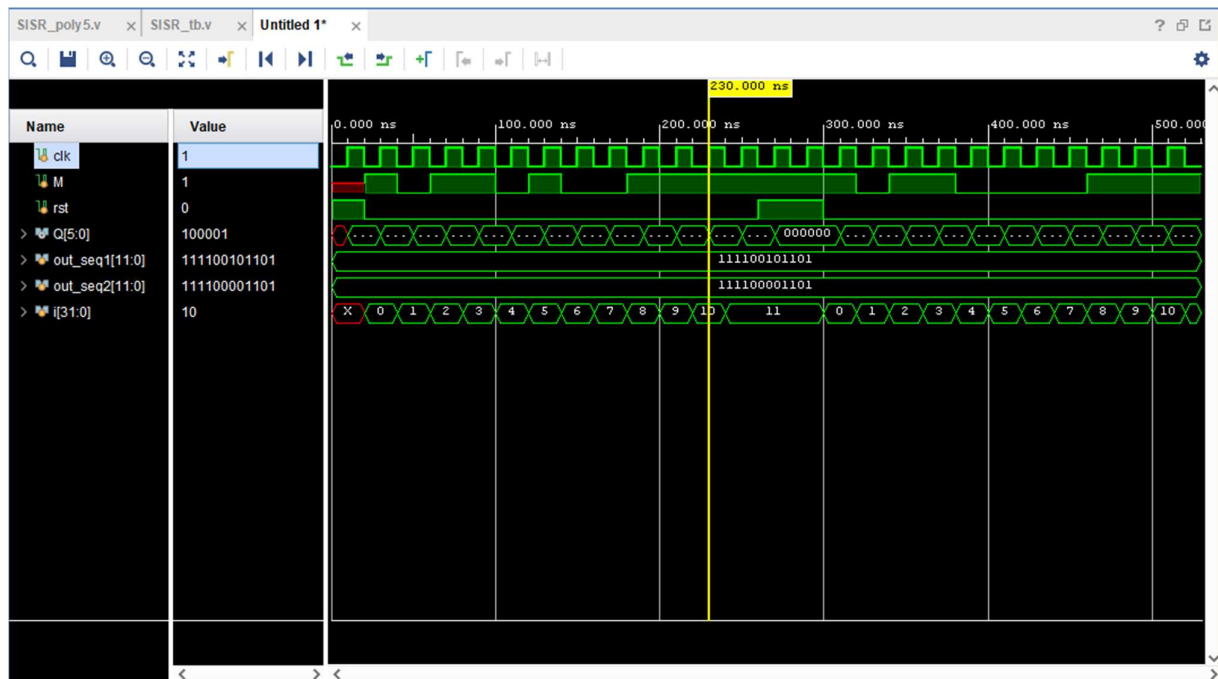 SISR_poly5.v × SISR_tb.v × Untitled 1* ×
?
230.000 ns
Name Value
0.000 ns 100.000 ns 200.000 ns 300.000 ns 400.000 ns 500.00
clk 1
M 1
rst 0
> Q[5:0] 100001 ... ... ... ... ... ... ... ... ... ... ... ... ... 000000 ... ... ... ... ... ... ... ... ... ... ...
> out_seq1[11:0] 111100101101 111100101101
> out_seq2[11:0] 111100001101 111100001101
> i[31:0] 10 X 0 1 2 3 4 5 6 7 8 9 10 11 0 1 2 3 4 5 6 7 8 9 10